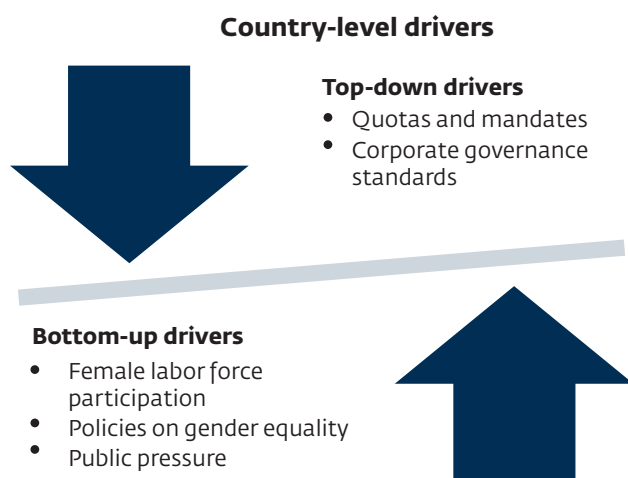 Country-level drivers
Top-down drivers
• Quotas and mandates
• Corporate governance
standards
Bottom-up drivers
• Female labor force
participation
• Policies on gender equality
• Public pressure